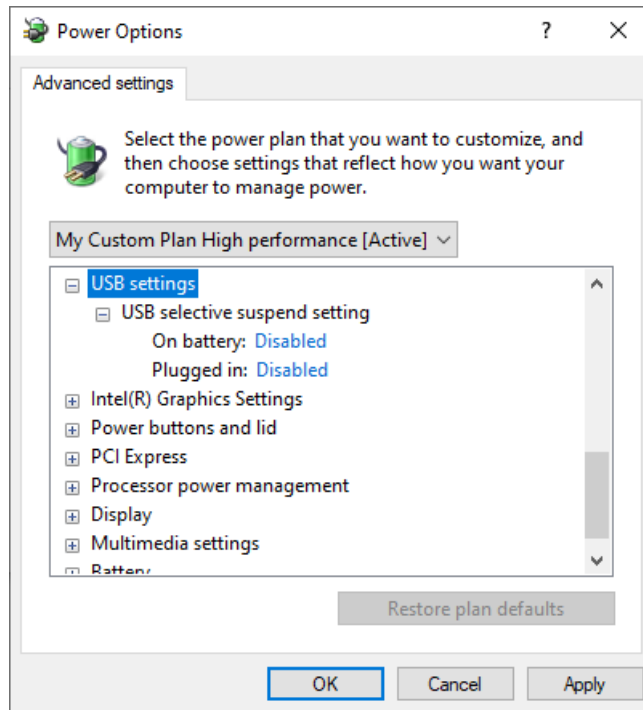 Power Options
Advanced settings
Select the power plan that you want to customize, and
then choose settings that reflect how you want your
computer to manage power.
My Custom Plan High performance [Active]
USB settings
USB selective suspend setting
On battery: Disabled
Plugged in: Disabled
Intel(R) Graphics Settings
Power buttons and lid
PCI Express
Processor power management
Display
Multimedia settings
Battery
Restore plan defaults
OK Cancel Apply